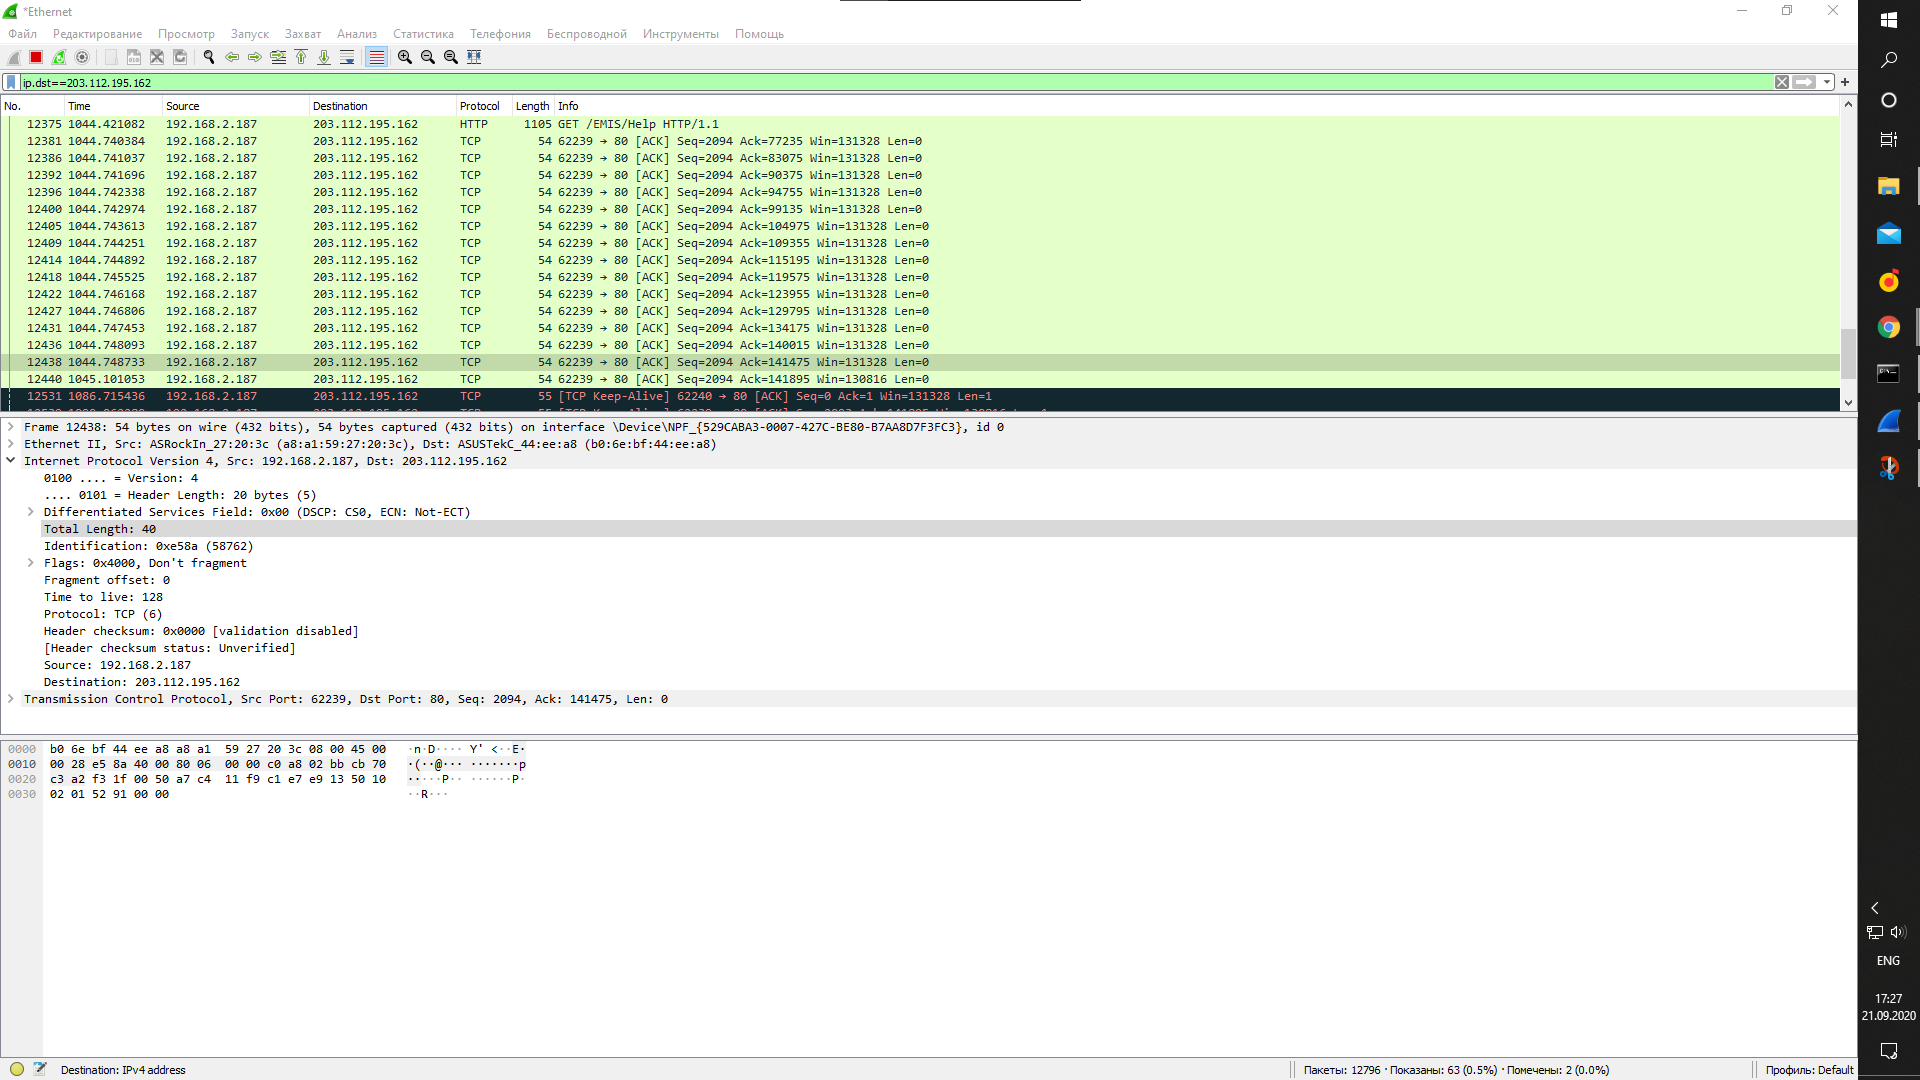 *Ethernet
Файл Редактирование Просмотр Запуск Захват Анализ Статистика Телефония Беспроводной Инструменты Помощь
ip.dst==203.112.195.162
No. Time Source Destination Protocol Length Info
12375 1044.421082 192.168.2.187 203.112.195.162 HTTP 1105 GET /EMIS/Help HTTP/1.1
12381 1044.740384 192.168.2.187 203.112.195.162 TCP 54 62239 → 80 [ACK] Seq=2094 Ack=77235 Win=131328 Len=0
12386 1044.741037 192.168.2.187 203.112.195.162 TCP 54 62239 → 80 [ACK] Seq=2094 Ack=83075 Win=131328 Len=0
12392 1044.741696 192.168.2.187 203.112.195.162 TCP 54 62239 → 80 [ACK] Seq=2094 Ack=90375 Win=131328 Len=0
12396 1044.742338 192.168.2.187 203.112.195.162 TCP 54 62239 → 80 [ACK] Seq=2094 Ack=94755 Win=131328 Len=0
12400 1044.742974 192.168.2.187 203.112.195.162 TCP 54 62239 → 80 [ACK] Seq=2094 Ack=99135 Win=131328 Len=0
12405 1044.743613 192.168.2.187 203.112.195.162 TCP 54 62239 → 80 [ACK] Seq=2094 Ack=104975 Win=131328 Len=0
12409 1044.744251 192.168.2.187 203.112.195.162 TCP 54 62239 → 80 [ACK] Seq=2094 Ack=109355 Win=131328 Len=0
12414 1044.744892 192.168.2.187 203.112.195.162 TCP 54 62239 → 80 [ACK] Seq=2094 Ack=115195 Win=131328 Len=0
12418 1044.745525 192.168.2.187 203.112.195.162 TCP 54 62239 → 80 [ACK] Seq=2094 Ack=119575 Win=131328 Len=0
12422 1044.746168 192.168.2.187 203.112.195.162 TCP 54 62239 → 80 [ACK] Seq=2094 Ack=123955 Win=131328 Len=0
12427 1044.746806 192.168.2.187 203.112.195.162 TCP 54 62239 → 80 [ACK] Seq=2094 Ack=129795 Win=131328 Len=0
12431 1044.747453 192.168.2.187 203.112.195.162 TCP 54 62239 → 80 [ACK] Seq=2094 Ack=134175 Win=131328 Len=0
12436 1044.748093 192.168.2.187 203.112.195.162 TCP 54 62239 → 80 [ACK] Seq=2094 Ack=140015 Win=131328 Len=0
12438 1044.748733 192.168.2.187 203.112.195.162 TCP 54 62239 → 80 [ACK] Seq=2094 Ack=141475 Win=131328 Len=0
12440 1045.101053 192.168.2.187 203.112.195.162 TCP 54 62239 → 80 [ACK] Seq=2094 Ack=141895 Win=130816 Len=0
12531 1086.715436 192.168.2.187 203.112.195.162 TCP 55 [TCP Keep-Alive] 62240 → 80 [ACK] Seq=0 Ack=1 Win=131328 Len=1
Frame 12438: 54 bytes on wire (432 bits), 54 bytes captured (432 bits) on interface \Device\NPF_{529CABA3-0007-427C-BE80-B7AA8D7F3FC3}, id 0
Ethernet II, Src: ASRockIn_27:20:3c (a8:a1:59:27:20:3c), Dst: ASUSTekC_44:ee:a8 (b0:6e:bf:44:ee:a8)
Internet Protocol Version 4, Src: 192.168.2.187, Dst: 203.112.195.162
0100 .... = Version: 4
.... 0101 = Header Length: 20 bytes (5)
Differentiated Services Field: 0x00 (DSCP: CS0, ECN: Not-ECT)
Total Length: 40
Identification: 0xe58a (58762)
Flags: 0x4000, Don't fragment
Fragment offset: 0
Time to live: 128
Protocol: TCP (6)
Header checksum: 0x0000 [validation disabled]
[Header checksum status: Unverified]
Source: 192.168.2.187
Destination: 203.112.195.162
Transmission Control Protocol, Src Port: 62239, Dst Port: 80, Seq: 2094, Ack: 141475, Len: 0
0000 b0 6e bf 44 ee a8 a8 a1 59 27 20 3c 08 00 45 00 ·n·D···· Y' <··E·
0010 00 28 e5 8a 40 00 80 06 00 00 c0 a8 02 bb cb 70 ·(··@··· ·······p
0020 c3 a2 f3 1f 00 50 a7 c4 11 f9 c1 e7 e9 13 50 10 ·····P·· ······P·
0030 02 01 52 91 00 00 ··R···
Destination: IPv4 address
Пакеты: 12796 · Показаны: 63 (0.5%) · Помечены: 2 (0.0%)
Профиль: Default
ENG
17:27
21.09.2020